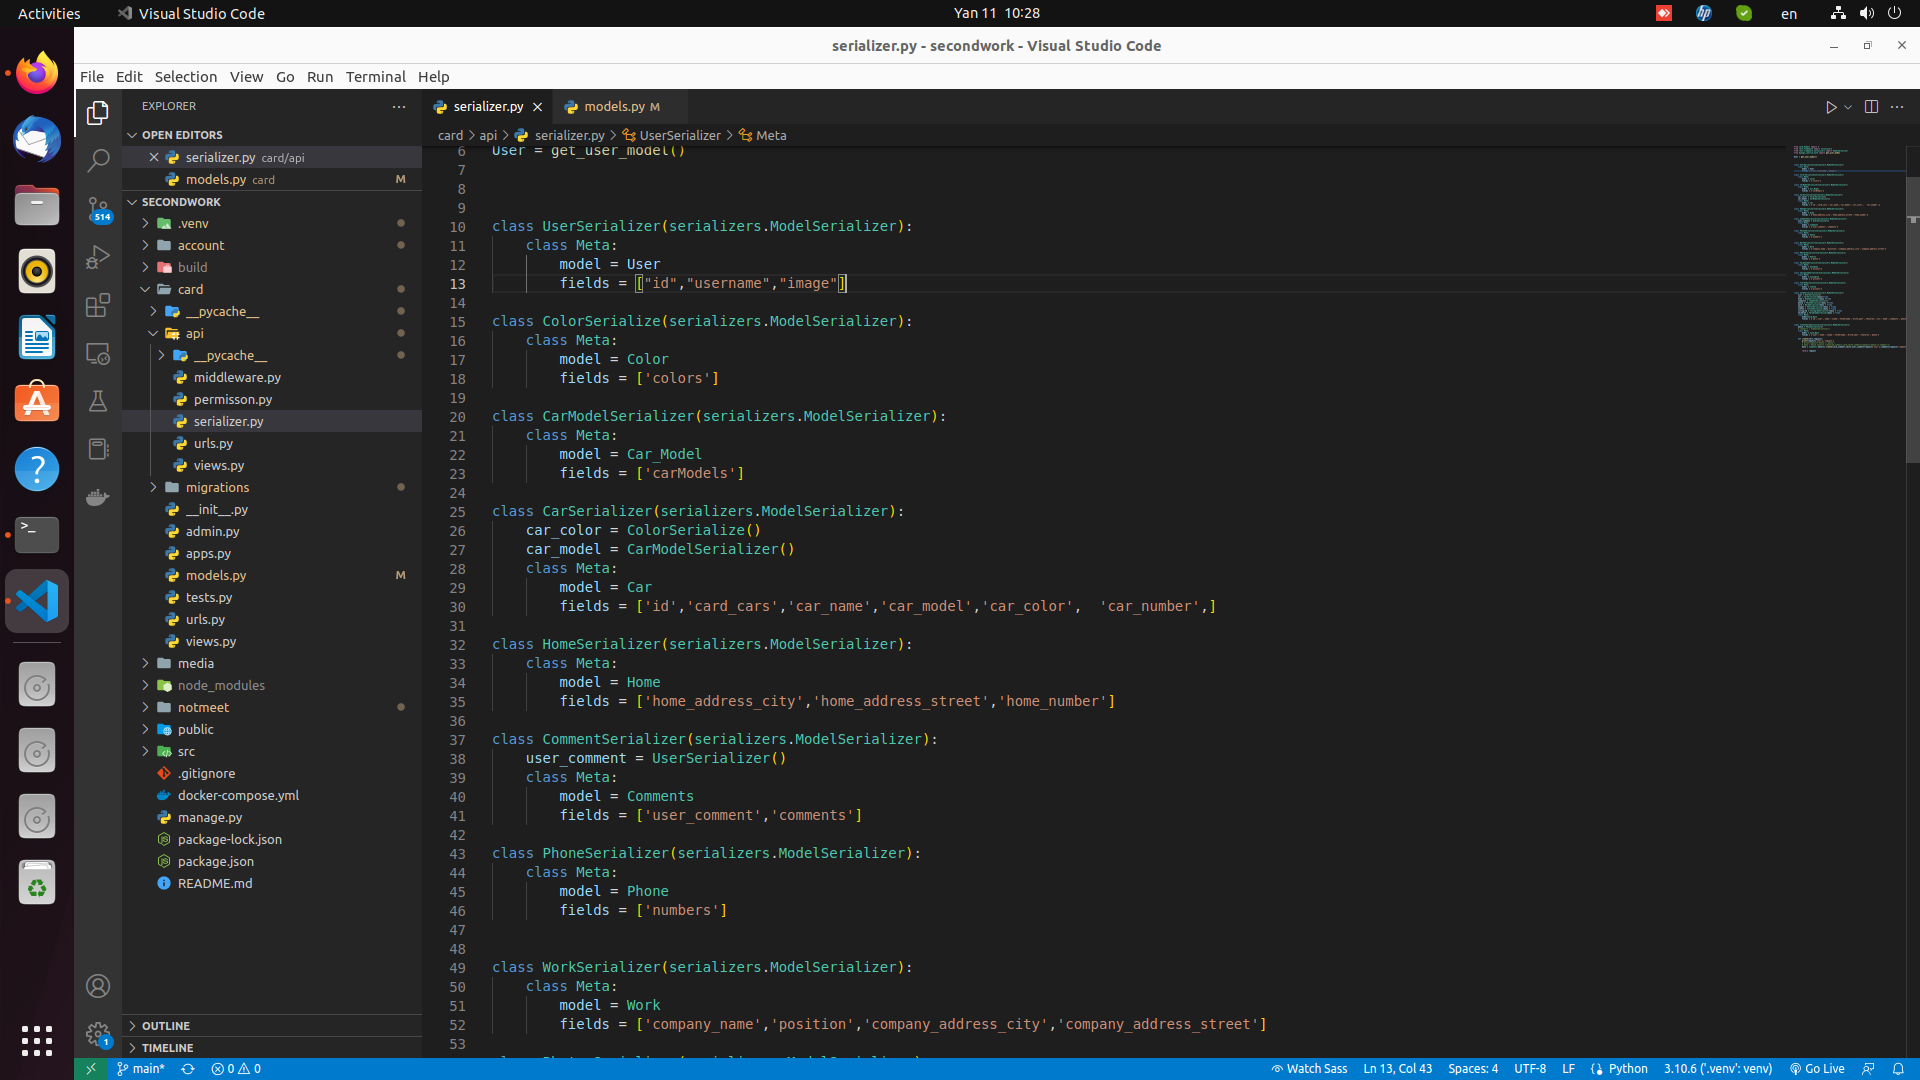 Activities
Visual Studio Code
Yan 11 10:28
en
serializer.py - secondwork - Visual Studio Code
File Edit Selection View Go Run Terminal Help
EXPLORER
OPEN EDITORS
serializer.py card/api
models.py card M
SECONDWORK
.venv
account
build
card
__pycache__
api
__pycache__
middleware.py
permisson.py
serializer.py
urls.py
views.py
migrations
__init__.py
admin.py
apps.py
models.py M
tests.py
urls.py
views.py
media
node_modules
notmeet
public
src
.gitignore
docker-compose.yml
manage.py
package-lock.json
package.json
README.md
OUTLINE
TIMELINE
514
1
serializer.py
models.py M
card > api > serializer.py > UserSerializer > Meta
6 User = get_user_model()
7
8
9
10 class UserSerializer(serializers.ModelSerializer):
11 class Meta:
12 model = User
13 fields = ["id","username","image"]
14
15 class ColorSerialize(serializers.ModelSerializer):
16 class Meta:
17 model = Color
18 fields = ['colors']
19
20 class CarModelSerializer(serializers.ModelSerializer):
21 class Meta:
22 model = Car_Model
23 fields = ['carModels']
24
25 class CarSerializer(serializers.ModelSerializer):
26 car_color = ColorSerialize()
27 car_model = CarModelSerializer()
28 class Meta:
29 model = Car
30 fields = ['id','card_cars','car_name','car_model','car_color',  'car_number',]
31
32 class HomeSerializer(serializers.ModelSerializer):
33 class Meta:
34 model = Home
35 fields = ['home_address_city','home_address_street','home_number']
36
37 class CommentSerializer(serializers.ModelSerializer):
38 user_comment = UserSerializer()
39 class Meta:
40 model = Comments
41 fields = ['user_comment','comments']
42
43 class PhoneSerializer(serializers.ModelSerializer):
44 class Meta:
45 model = Phone
46 fields = ['numbers']
47
48
49 class WorkSerializer(serializers.ModelSerializer):
50 class Meta:
51 model = Work
52 fields = ['company_name','position','company_address_city','company_address_street']
53
main*
0 0
Watch Sass
Ln 13, Col 43
Spaces: 4
UTF-8
LF
Python
3.10.6 ('.venv': venv)
Go Live